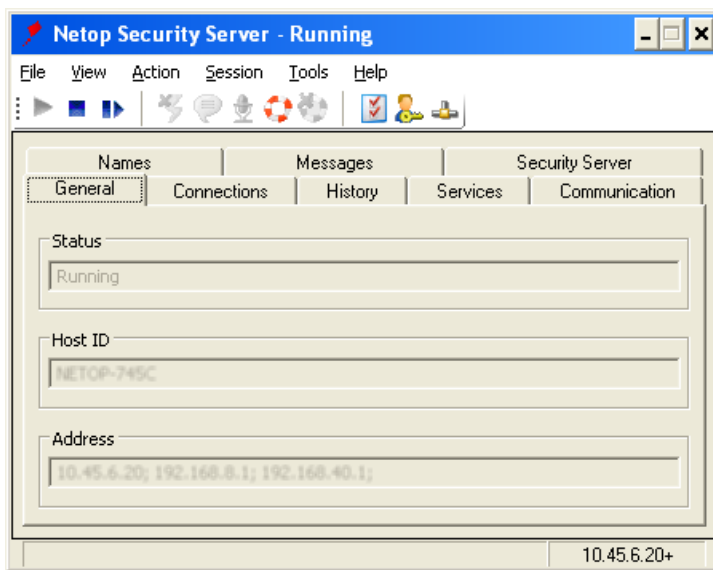 Netop Security Server - Running
File View Action Session Tools Help
Names Messages Security Server
General Connections History Services Communication
Status
Running
Host ID
NETOP-745C
Address
10.45.6.20; 192.168.8.1; 192.168.40.1;
10.45.6.20+